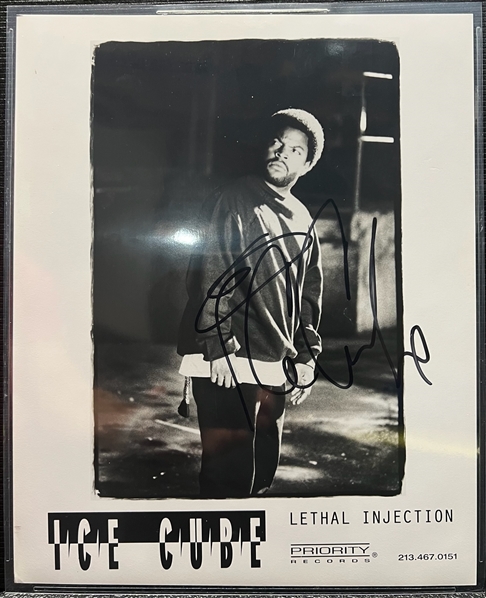 ICE CUBE
LETHAL INJECTION
PRIORITY®
RECORDS
213.467.0151